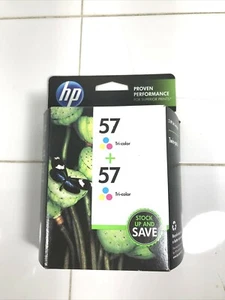 hp
PROVEN
PERFORMANCE
57
Tri-color
+
57
Tri-color
STOCK
UP AND
SAVE